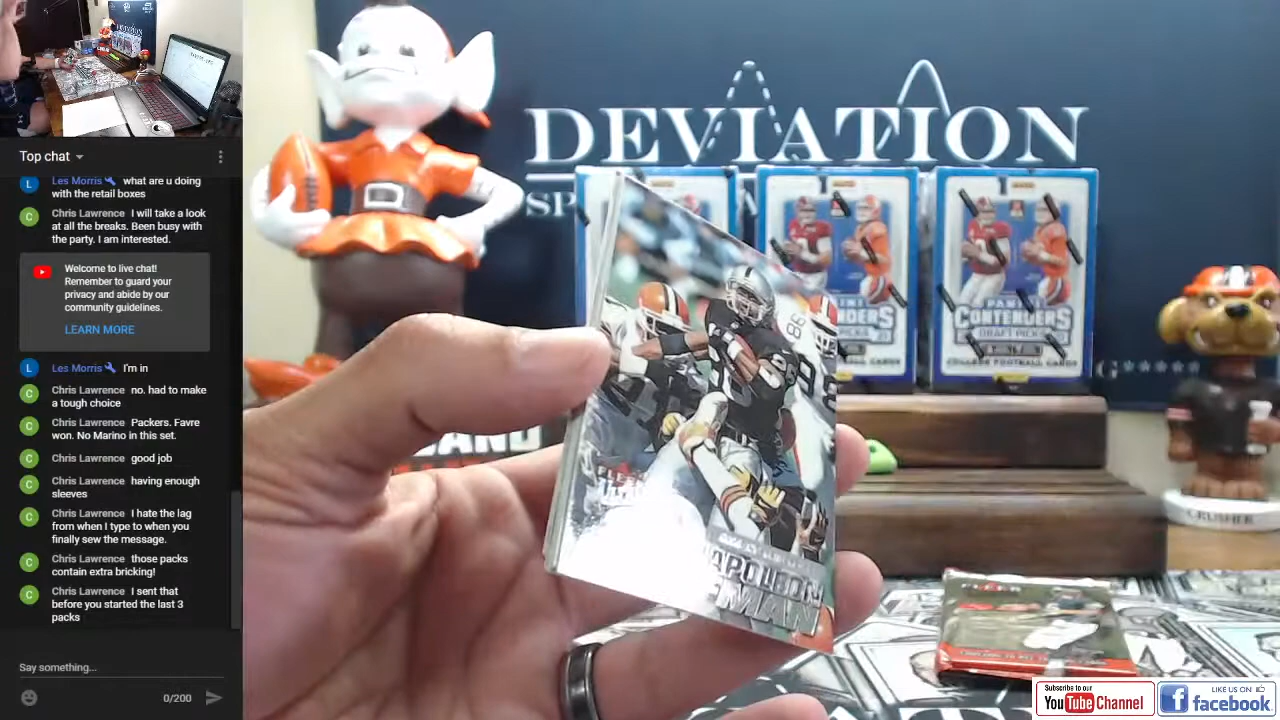 Top chat
Les Morris what are u doing
with the retail boxes
Chris Lawrence I will take a look
at all the breaks. Been busy with
the party. I am interested.
Welcome to live chat!
Remember to guard your
privacy and abide by our
community guidelines.
LEARN MORE
Les Morris I'm in
Chris Lawrence no. had to make
a tough choice
Chris Lawrence Packers. Favre
won. No Marino in this set.
Chris Lawrence good job
Chris Lawrence having enough
sleeves
Chris Lawrence I hate the lag
from when I type to when you
finally sew the message.
Chris Lawrence those packs
contain extra bricking!
Chris Lawrence I sent that
before you started the last 3
packs
Say something...
0/200
DEVIATION
SP
G
PANINI
CONTENDERS
DRAFT PICKS
COLLEGE FOOTBALL CARDS
FLEER
CRUSHER
Subscribe to our
YouTube Channel
LIKE US ON
facebook